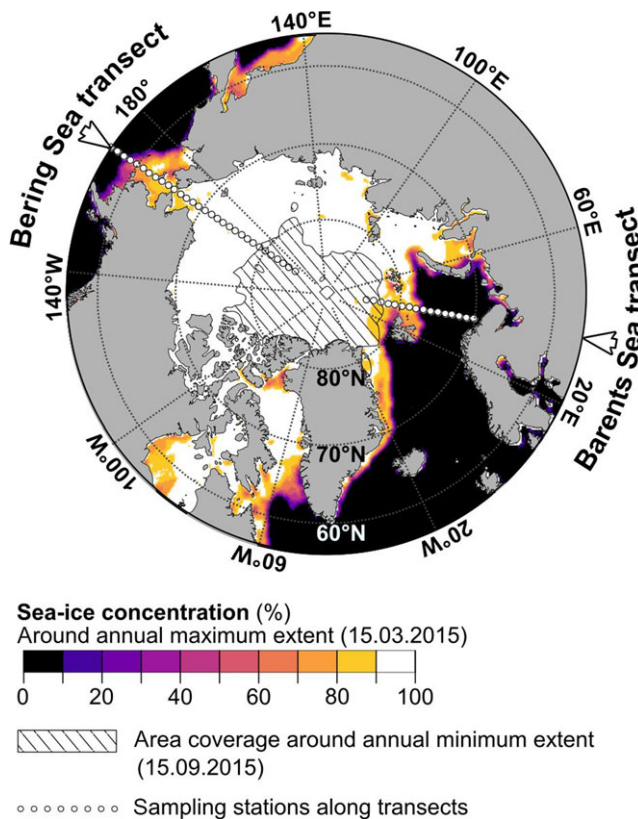 140°E
180°
100°E
Bering Sea transect
60°E
140°W
Barents Sea transect
20°E
80°N
70°N
100°W
60°N
20°W
60°W
Sea-ice concentration (%)
Around annual maximum extent (15.03.2015)
0 20 40 60 80 100
Area coverage around annual minimum extent
(15.09.2015)
Sampling stations along transects